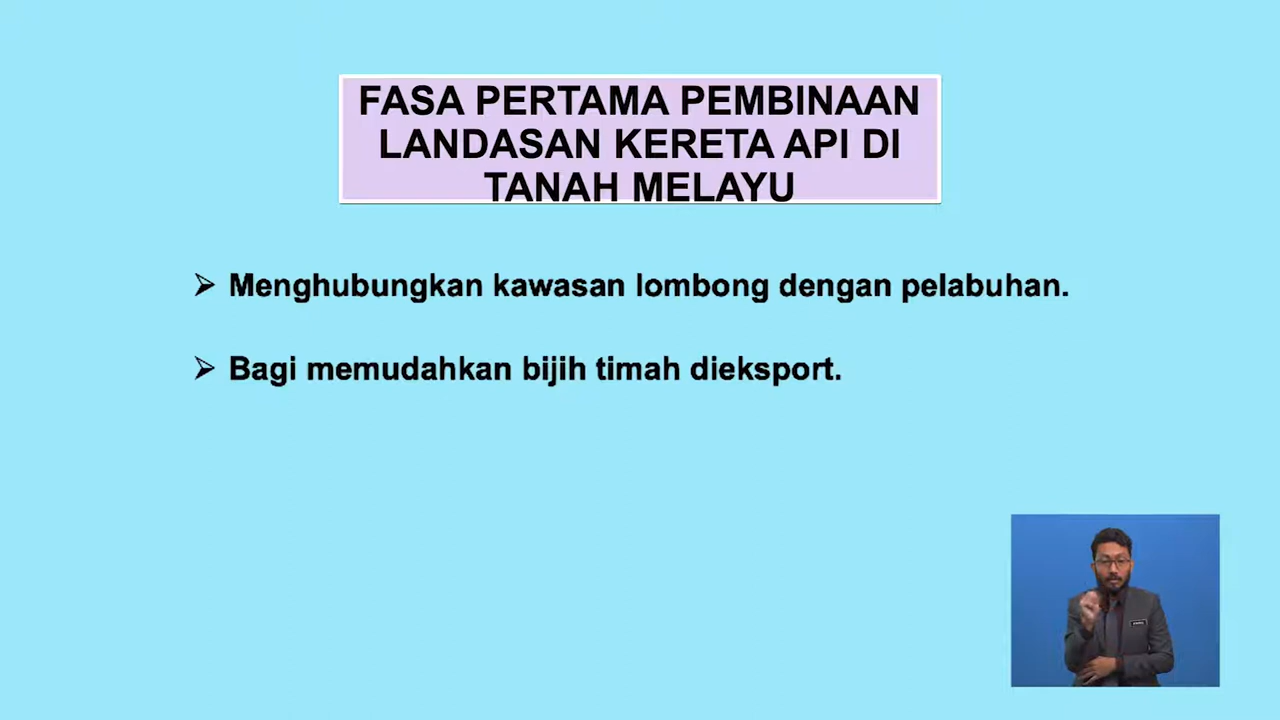 FASA PERTAMA PEMBINAAN
LANDASAN KERETA API DI
TANAH MELAYU
➢ Menghubungkan kawasan lombong dengan pelabuhan.
➢ Bagi memudahkan bijih timah dieksport.